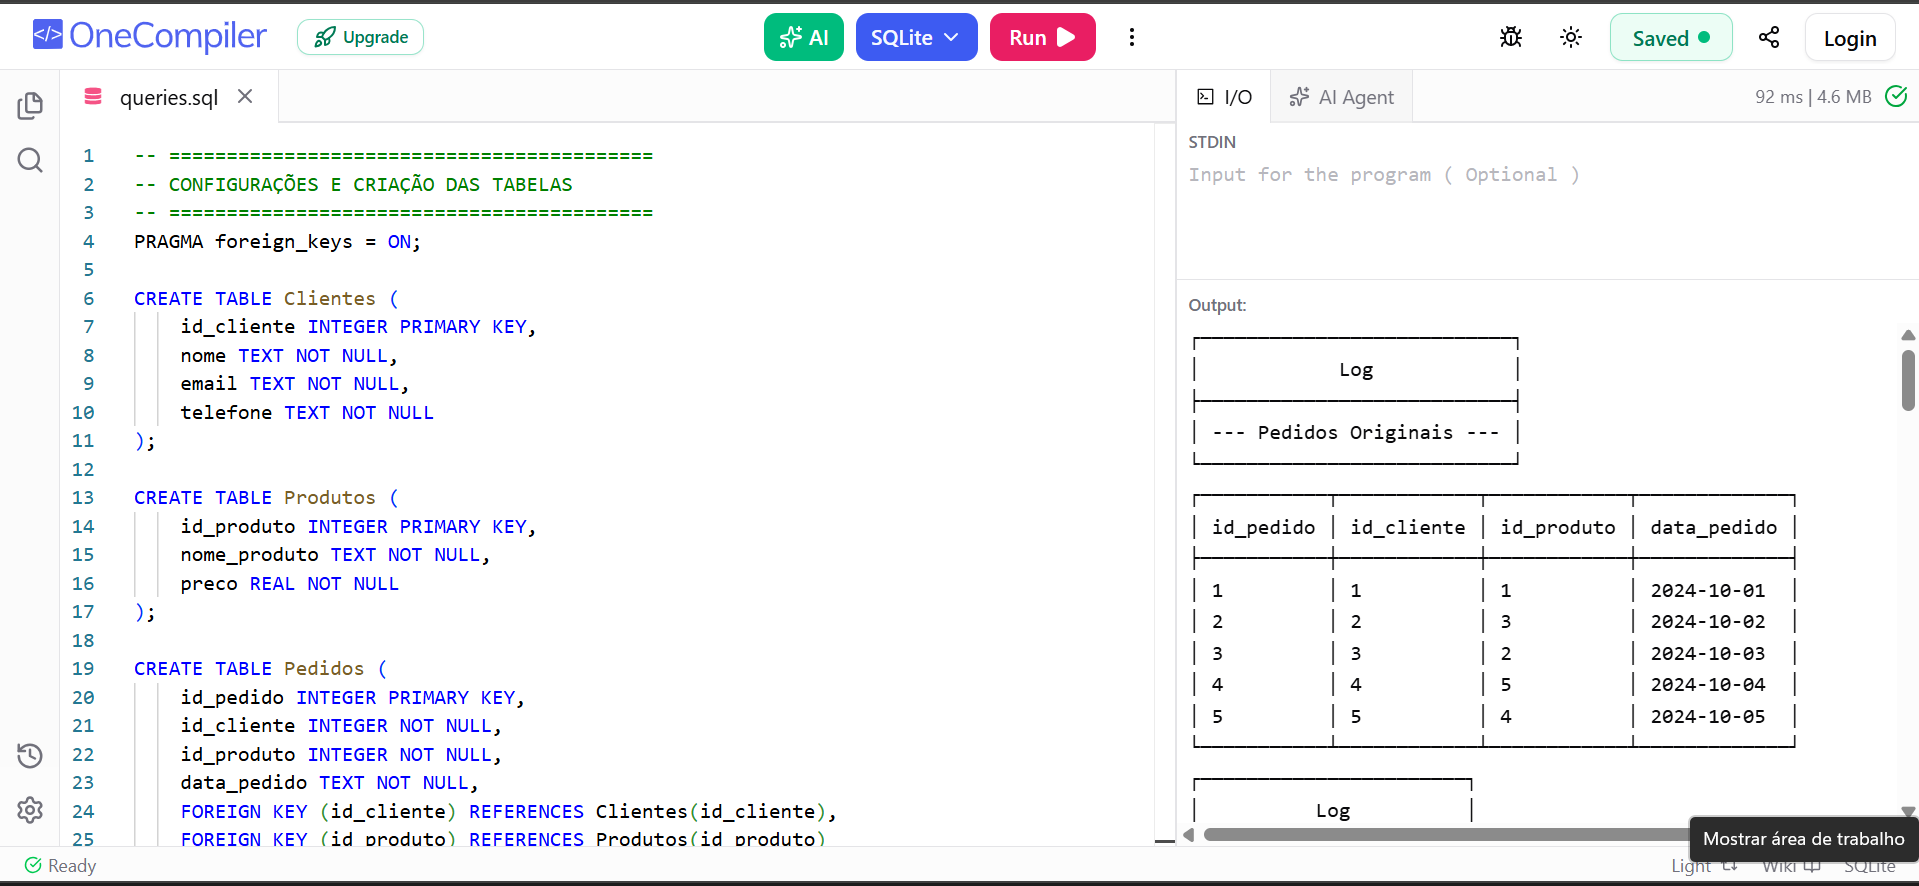 </> OneCompiler
Upgrade
AI
SQLite
Run
Saved
Login
queries.sql
I/O
AI Agent
92 ms | 4.6 MB
1 -- ==========================================
2 -- CONFIGURAÇÕES E CRIAÇÃO DAS TABELAS
3 -- ==========================================
4 PRAGMA foreign_keys = ON;
5
6 CREATE TABLE Clientes (
7 id_cliente INTEGER PRIMARY KEY,
8 nome TEXT NOT NULL,
9 email TEXT NOT NULL,
10 telefone TEXT NOT NULL
11 );
12
13 CREATE TABLE Produtos (
14 id_produto INTEGER PRIMARY KEY,
15 nome_produto TEXT NOT NULL,
16 preco REAL NOT NULL
17 );
18
19 CREATE TABLE Pedidos (
20 id_pedido INTEGER PRIMARY KEY,
21 id_cliente INTEGER NOT NULL,
22 id_produto INTEGER NOT NULL,
23 data_pedido TEXT NOT NULL,
24 FOREIGN KEY (id_cliente) REFERENCES Clientes(id_cliente),
25 FOREIGN KEY (id_produto) REFERENCES Produtos(id_produto)
STDIN
Input for the program ( Optional )
Output:
Log
--- Pedidos Originais ---
id_pedido id_cliente id_produto data_pedido
1 1 1 2024-10-01
2 2 3 2024-10-02
3 3 2 2024-10-03
4 4 5 2024-10-04
5 5 4 2024-10-05
Log
Mostrar área de trabalho
Ready
Light
Wiki
SQLite